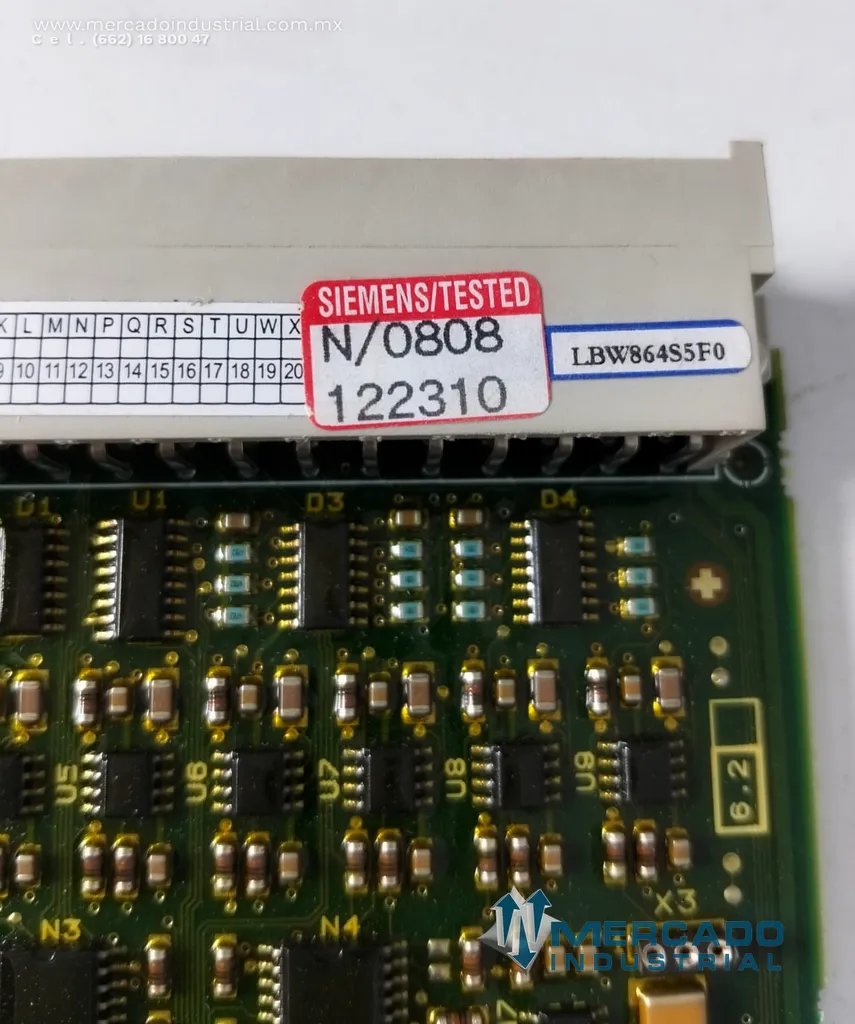 www.mercadoindustrial.com.mx
Cel. (662) 16 800 47
SIEMENS/TESTED
N/0808
122310
LBW864S5F0
K L M N P Q R S T U W X
9 10 11 12 13 14 15 16 17 18 19 20
D1 U1 D3 D4
U5 U6 U7 U8 U9
6.2
X3
N3 N4
MERCADO
INDUSTRIAL